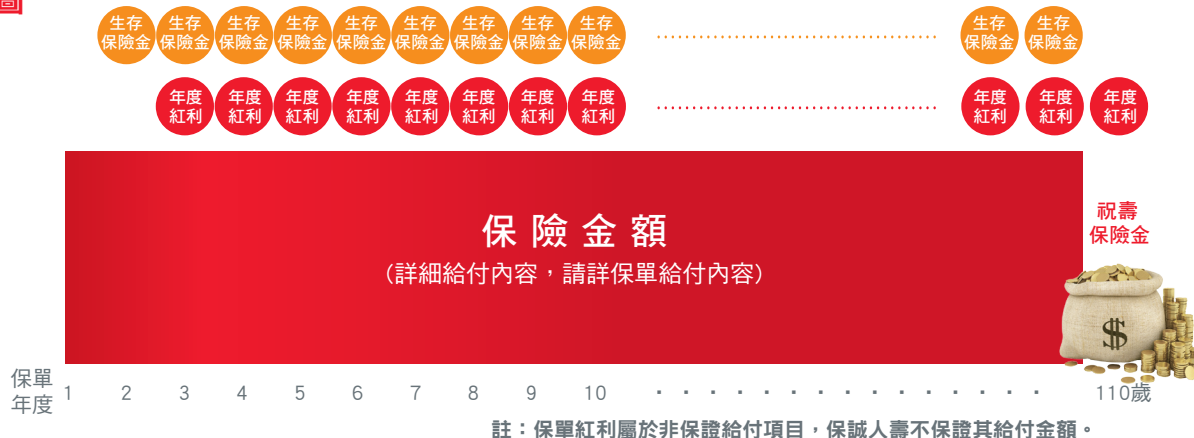 圖
生存 生存 生存 生存 生存 生存 生存 生存 生存 生存 生存
保險金 保險金 保險金 保險金 保險金 保險金 保險金 保險金 保險金 保險金 保險金
年度 年度 年度 年度 年度 年度 年度 年度 年度 年度 年度
紅利 紅利 紅利 紅利 紅利 紅利 紅利 紅利 紅利 紅利 紅利
保險金額
(詳細給付內容,請詳保單給付內容)
祝壽
保險金
$
保單
年度
1 2 3 4 5 6 7 8 9 10 110歲
註:保單紅利屬於非保證給付項目,保誠人壽不保證其給付金額。